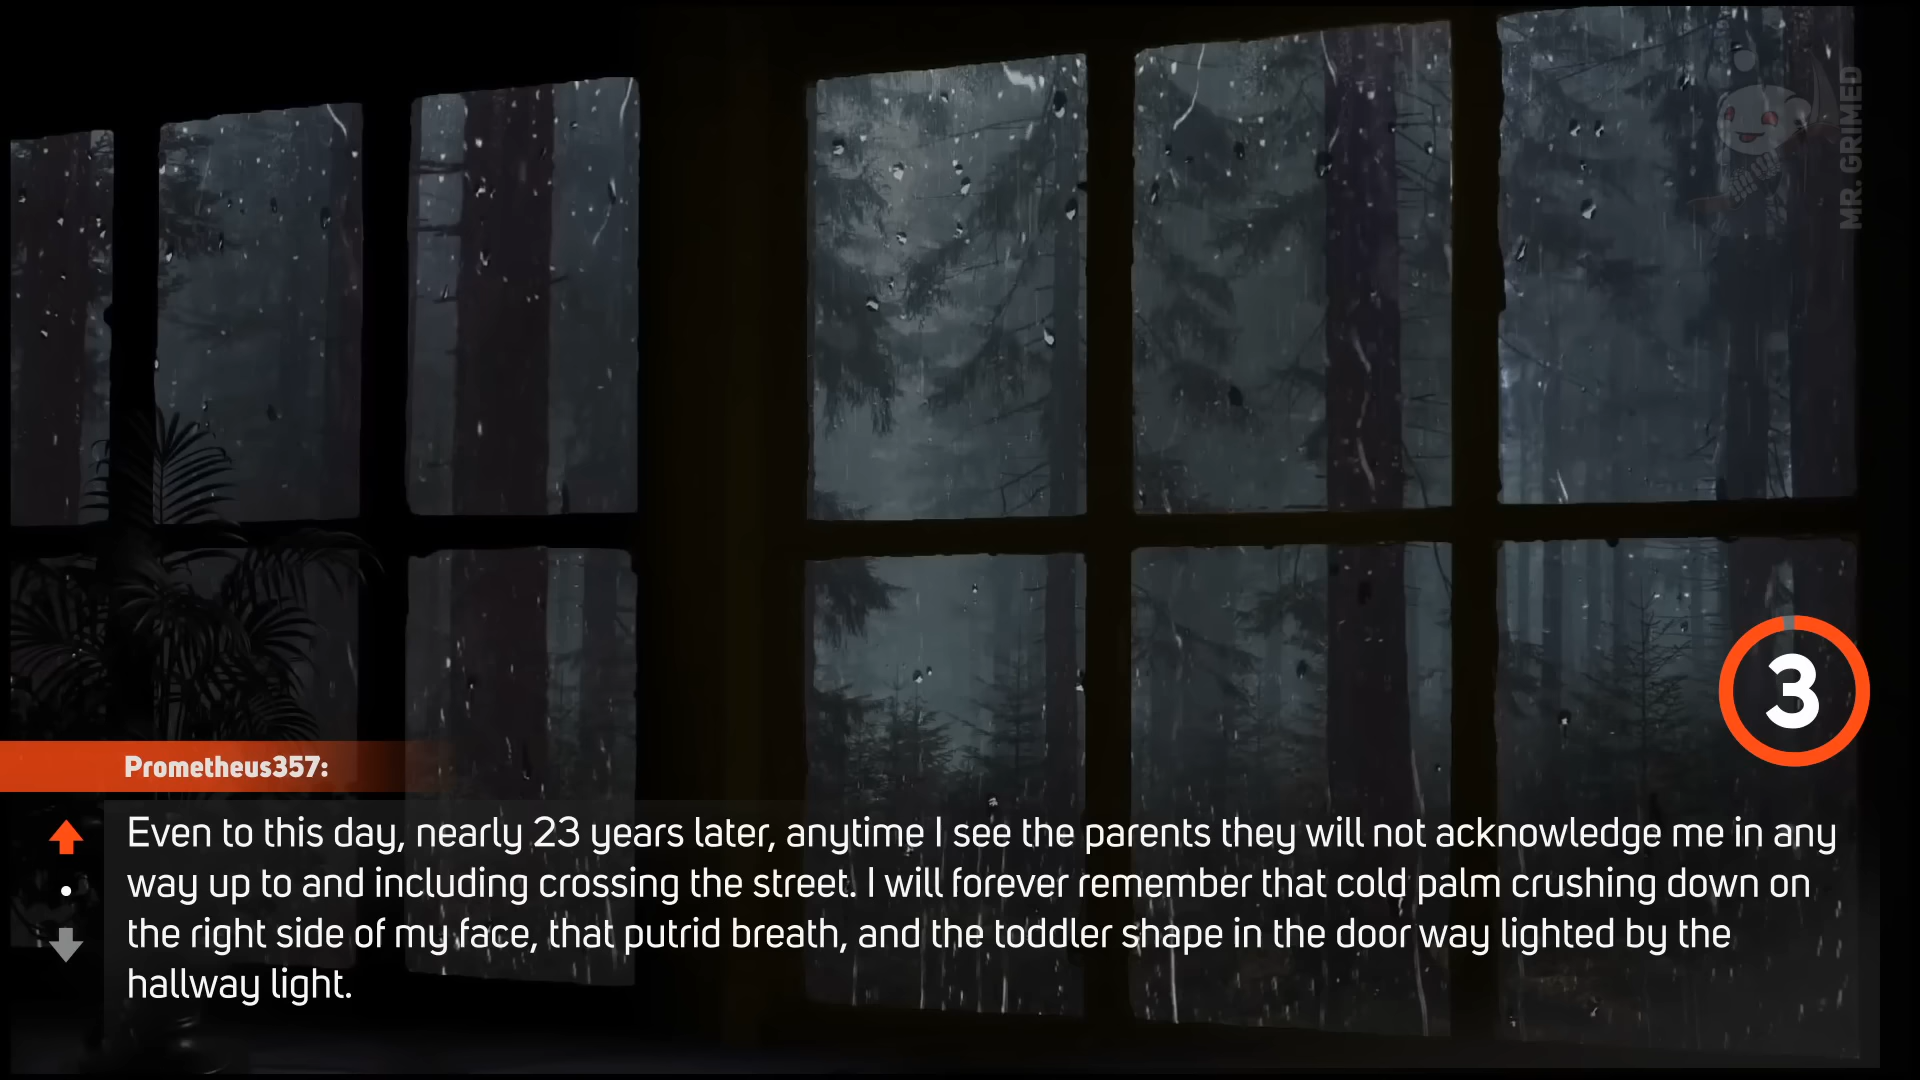 MR. GRIMED
3
Prometheus357:
Even to this day, nearly 23 years later, anytime I see the parents they will not acknowledge me in any
way up to and including crossing the street. I will forever remember that cold palm crushing down on
the right side of my face, that putrid breath, and the toddler shape in the door way lighted by the
hallway light.